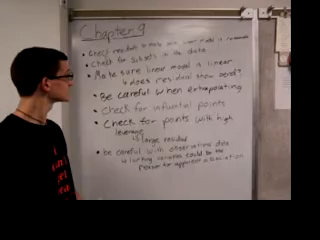 Chapter 9
• Check residuals to make sure linear model is reasonable
• Check for subsets in the data
• Make sure linear model is linear
↳ does residual show bends?
• Be careful when extrapolating
• Check for influential points
• Check for points with high
leverage
↳ large residual
• be careful with observational data
↳ lurking variables could be the
reason for apparent association